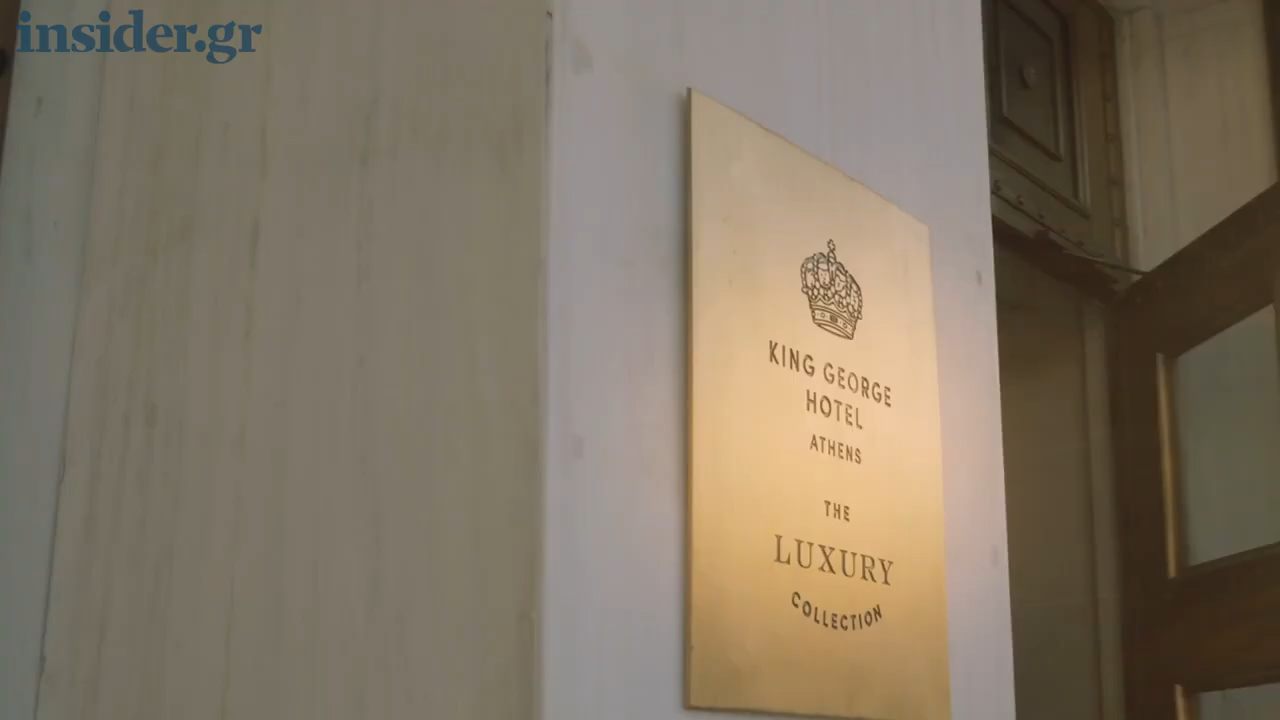 insider.gr
KING GEORGE
HOTEL
ATHENS
THE
LUXURY
COLLECTION